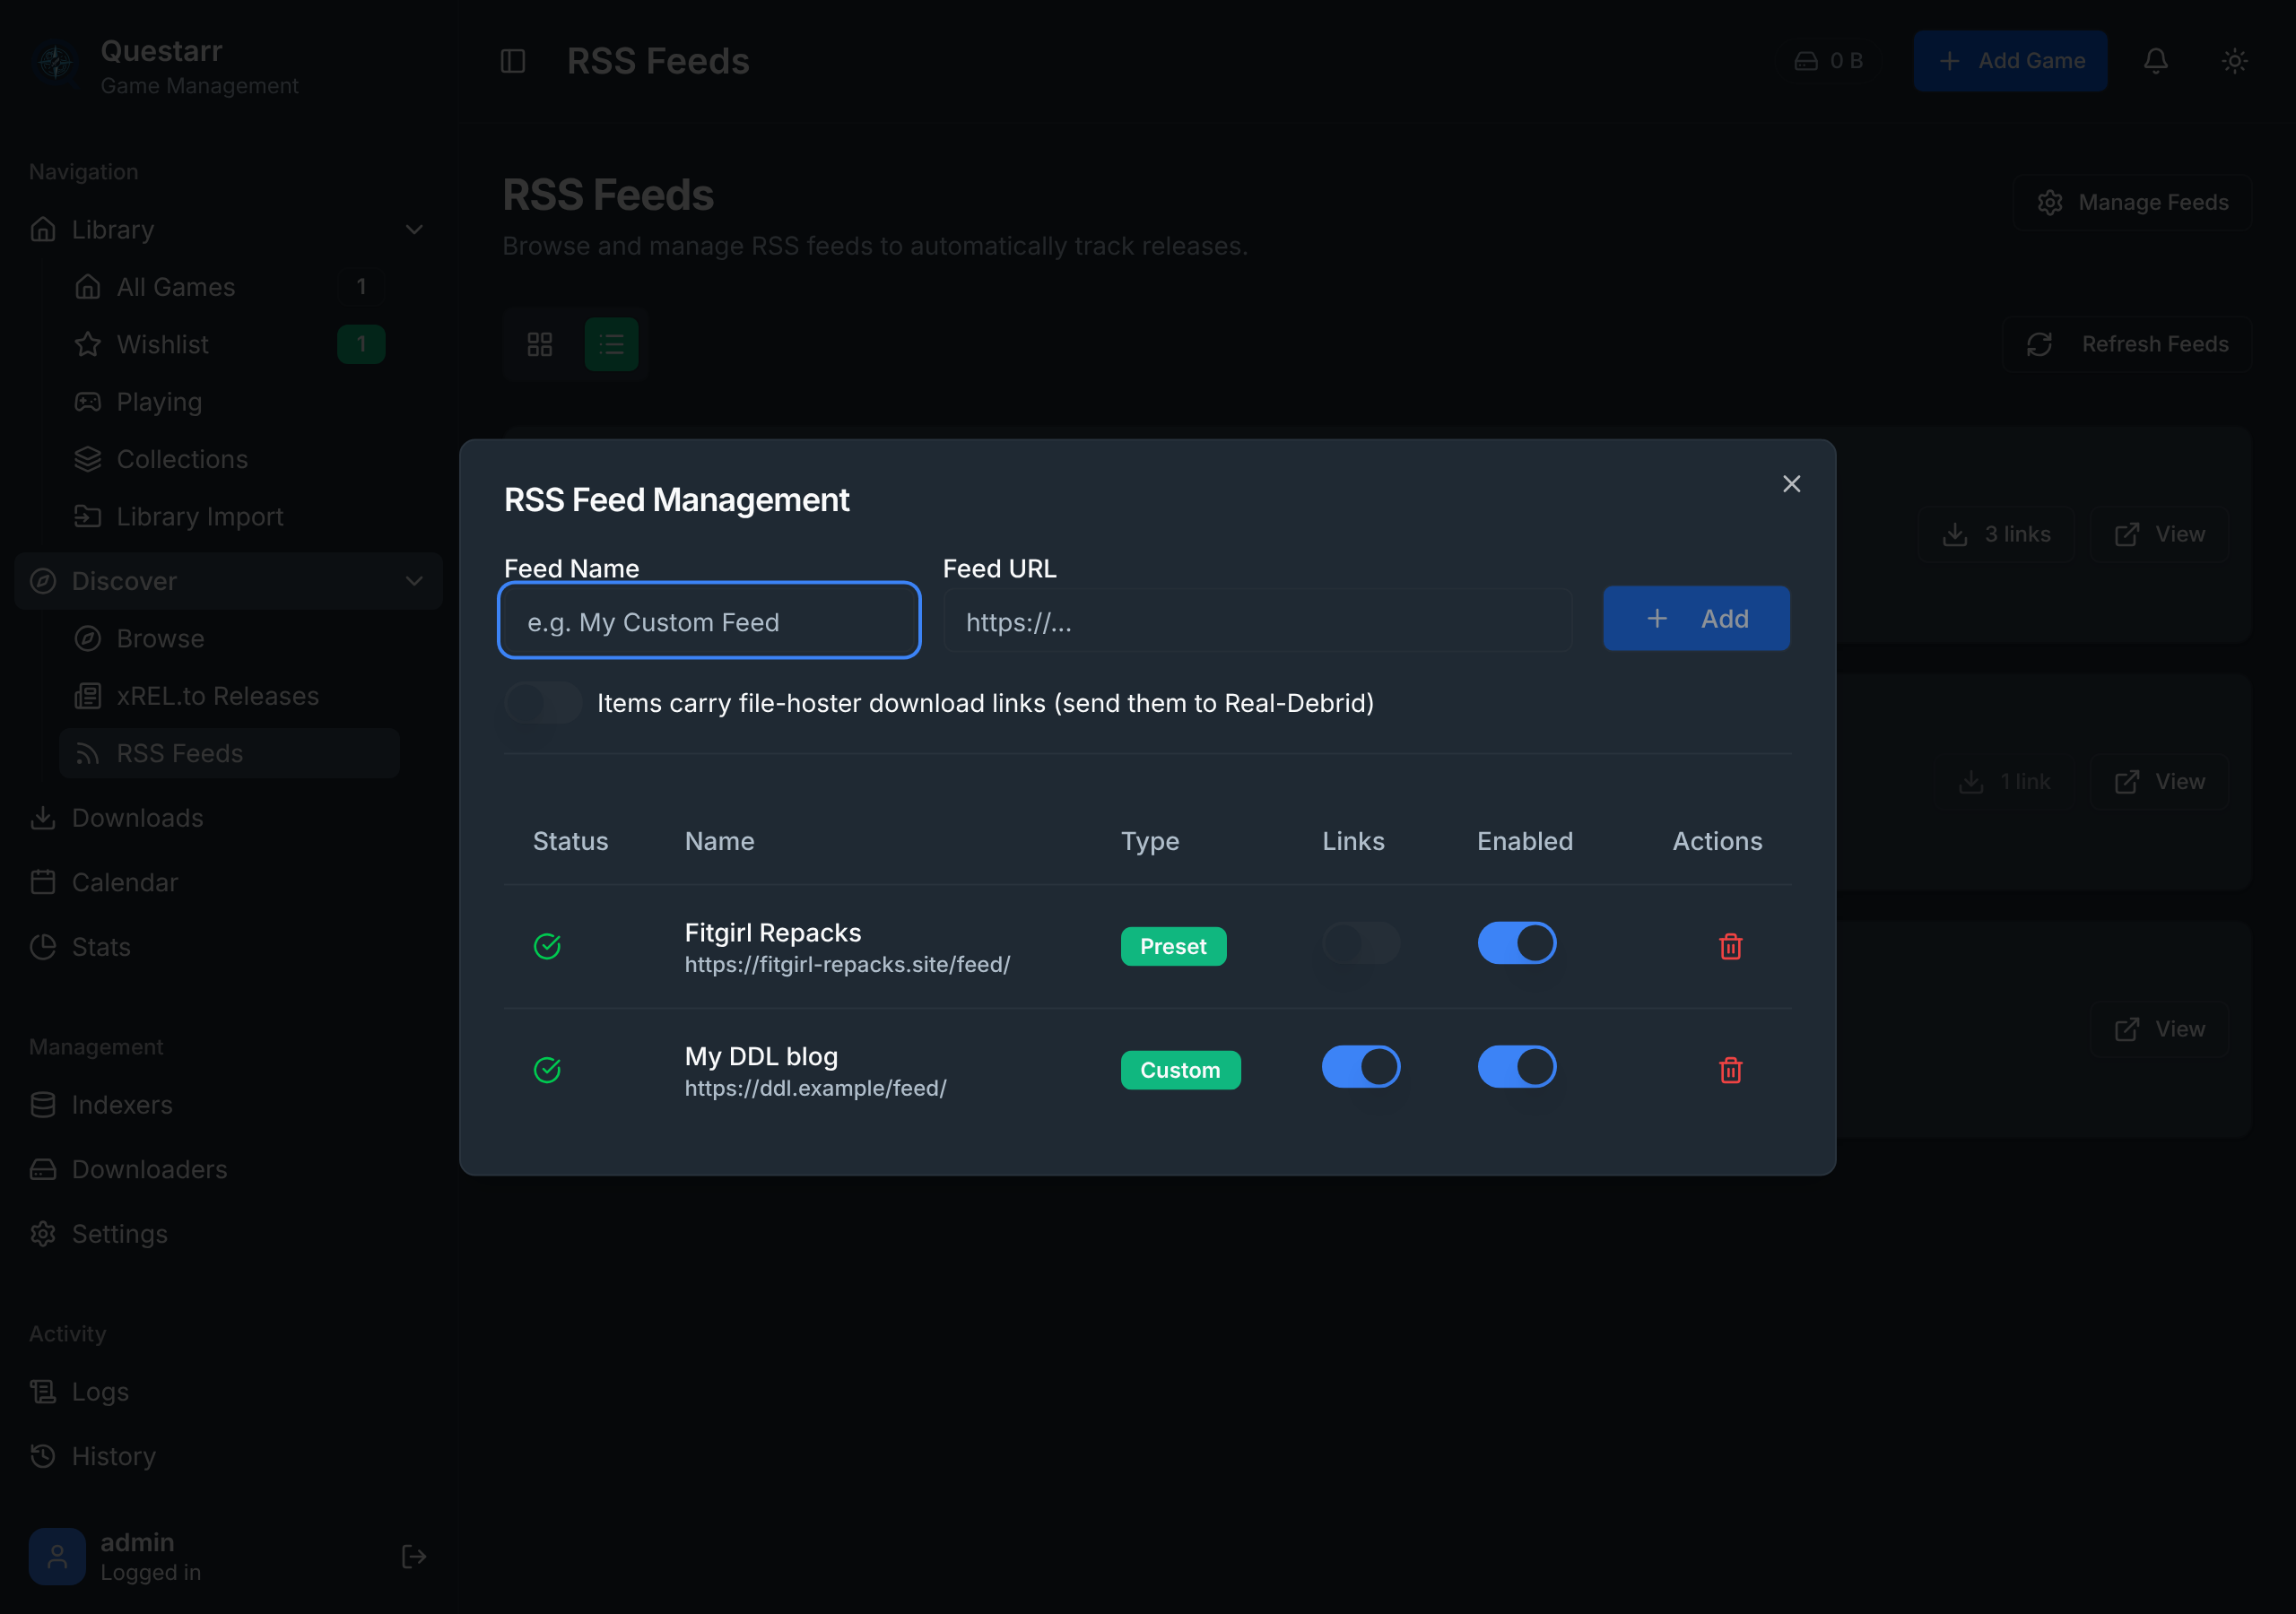 Questarr
Game Management
RSS Feeds
0 B
Add Game
Navigation
Library
All Games
1
Wishlist
1
Playing
Collections
Library Import
Discover
Browse
xREL.to Releases
RSS Feeds
Downloads
Calendar
Stats
Management
Indexers
Downloaders
Settings
Activity
Logs
History
admin
Logged in
RSS Feeds
Browse and manage RSS feeds to automatically track releases.
Manage Feeds
Refresh Feeds
3 links
View
1 link
View
View
RSS Feed Management
Feed Name
Feed URL
e.g. My Custom Feed
https://...
Add
Items carry file-hoster download links (send them to Real-Debrid)
Status Name Type Links Enabled Actions
Fitgirl Repacks
https://fitgirl-repacks.site/feed/
Preset
My DDL blog
https://ddl.example/feed/
Custom